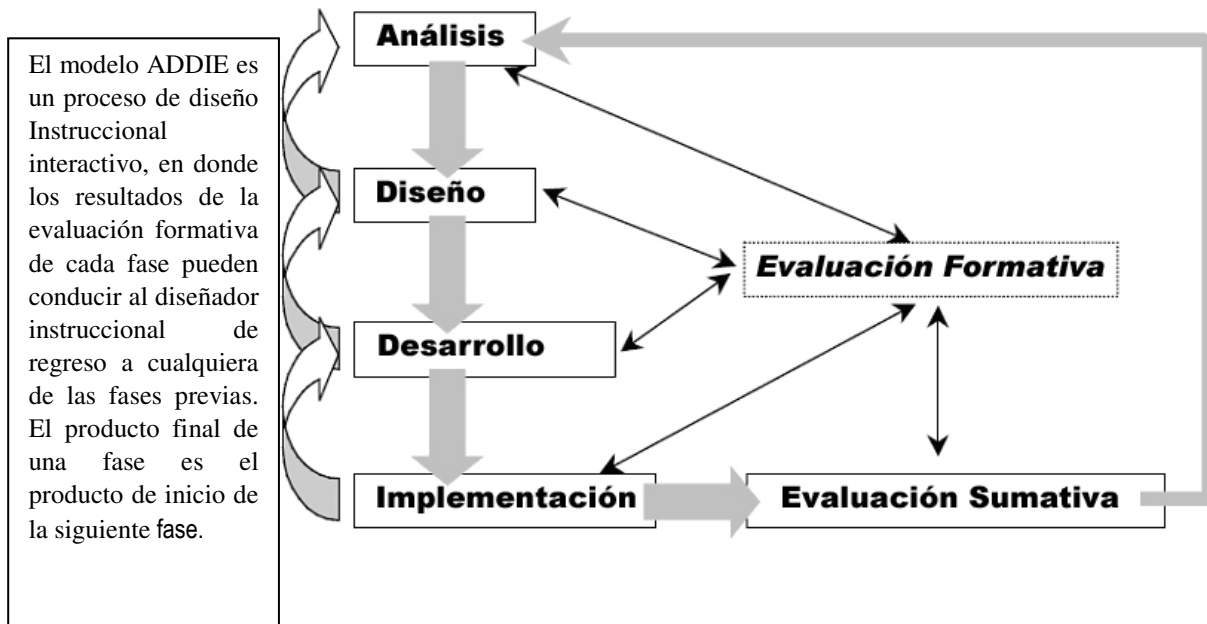 El modelo ADDIE es
un proceso de diseño
Instruccional
interactivo, en donde
los resultados de la
evaluación formativa
de cada fase pueden
conducir al diseñador
instruccional de
regreso a cualquiera
de las fases previas.
El producto final de
una fase es el
producto de inicio de
la siguiente fase.
Análisis
Diseño
Evaluación Formativa
Desarrollo
Implementación
Evaluación Sumativa